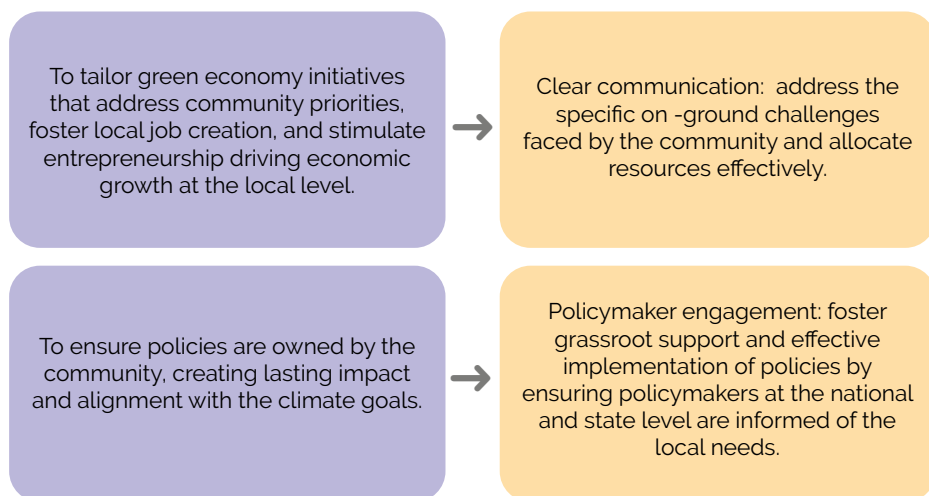 To tailor green economy initiatives
that address community priorities,
foster local job creation, and stimulate
entrepreneurship driving economic
growth at the local level.
Clear communication:  address the
specific on -ground challenges
faced by the community and allocate
resources effectively.
To ensure policies are owned by the
community, creating lasting impact
and alignment with the climate goals.
Policymaker engagement: foster
grassroot support and effective
implementation of policies by
ensuring policymakers at the national
and state level are informed of the
local needs.